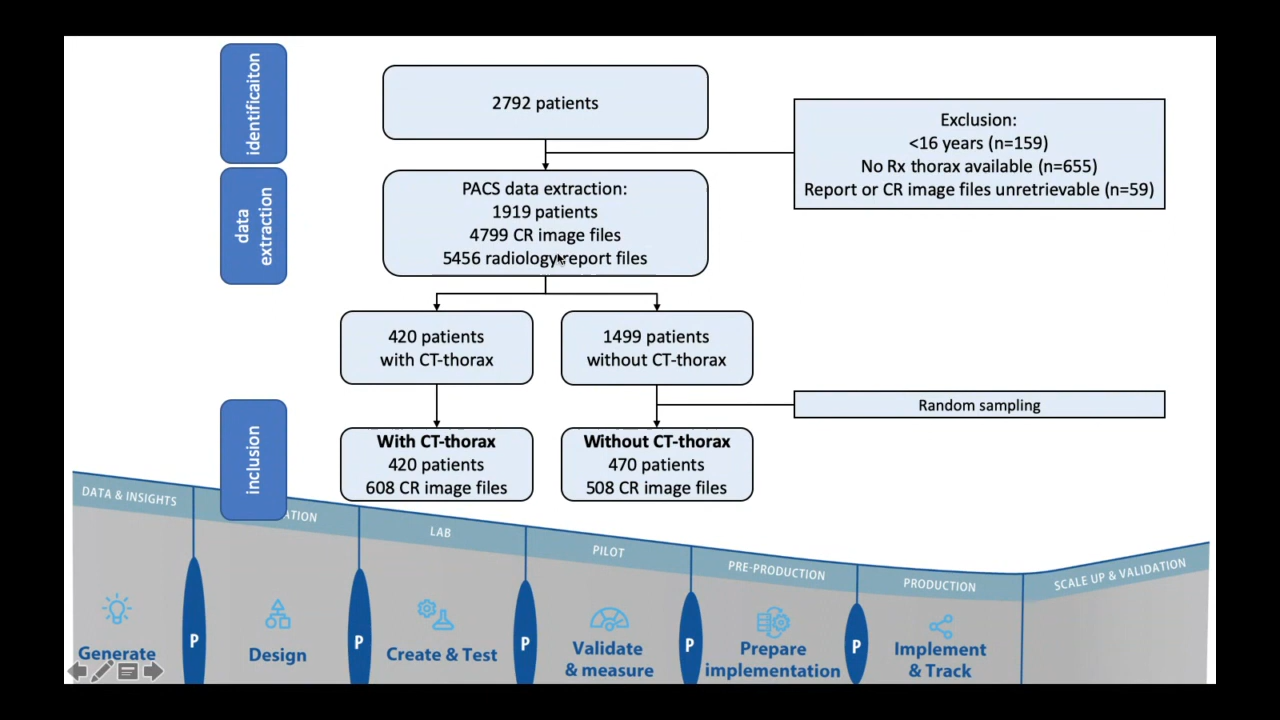 identificaiton
2792 patients
Exclusion:
<16 years (n=159)
No Rx thorax available (n=655)
Report or CR image files unretrievable (n=59)
data
extraction
PACS data extraction:
1919 patients
4799 CR image files
5456 radiology report files
420 patients
with CT-thorax
1499 patients
without CT-thorax
Random sampling
inclusion
With CT-thorax
420 patients
608 CR image files
Without CT-thorax
470 patients
508 CR image files
DATA & INSIGHTS
LAB
PILOT
PRE-PRODUCTION
PRODUCTION
SCALE UP & VALIDATION
Generate
P
Design
P
Create & Test
P
Validate
& measure
P
Prepare
implementation
P
Implement
& Track